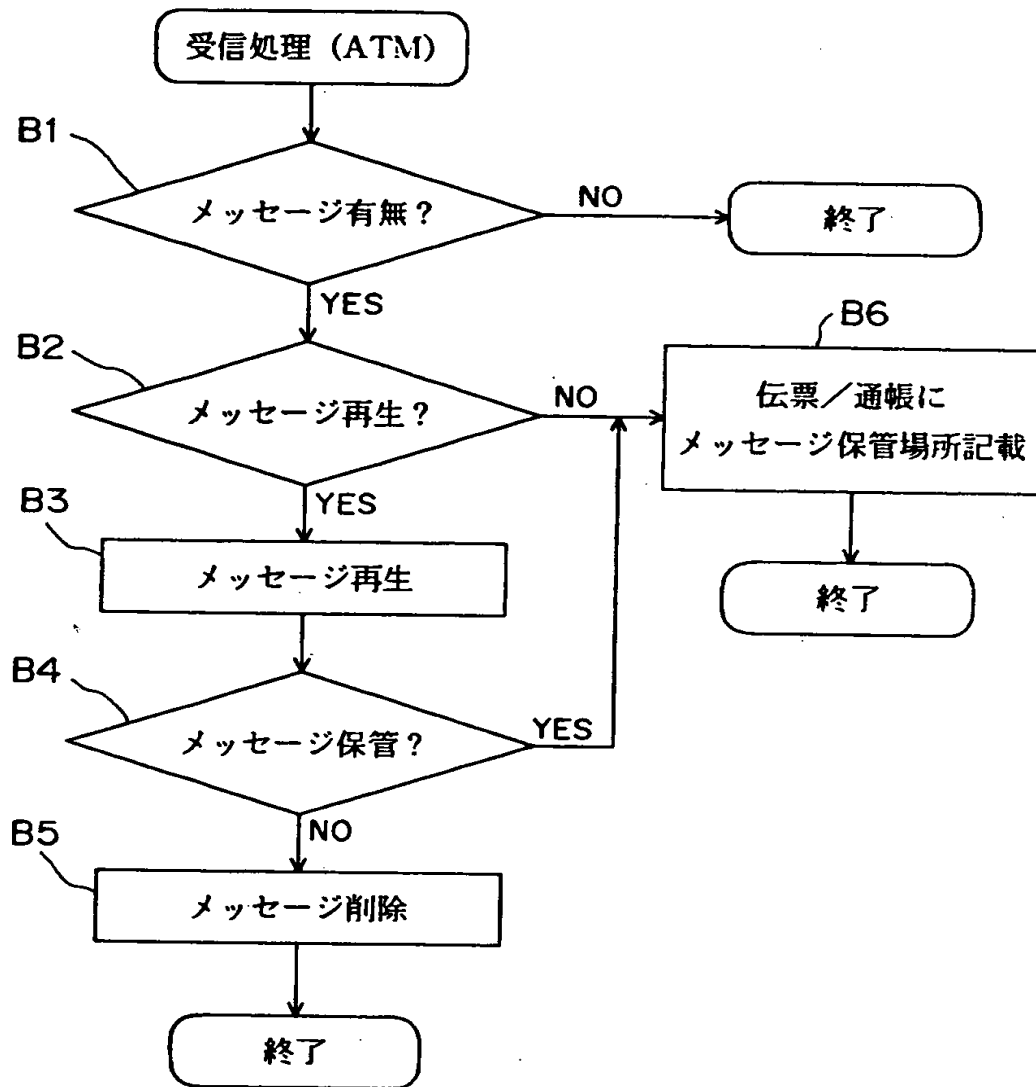 受信処理 (ATM)
B1
メッセージ有無?
NO
終了
YES
B2
メッセージ再生?
NO
B6
伝票/通帳に
メッセージ保管場所記載
YES
B3
メッセージ再生
終了
B4
メッセージ保管?
YES
NO
B5
メッセージ削除
終了